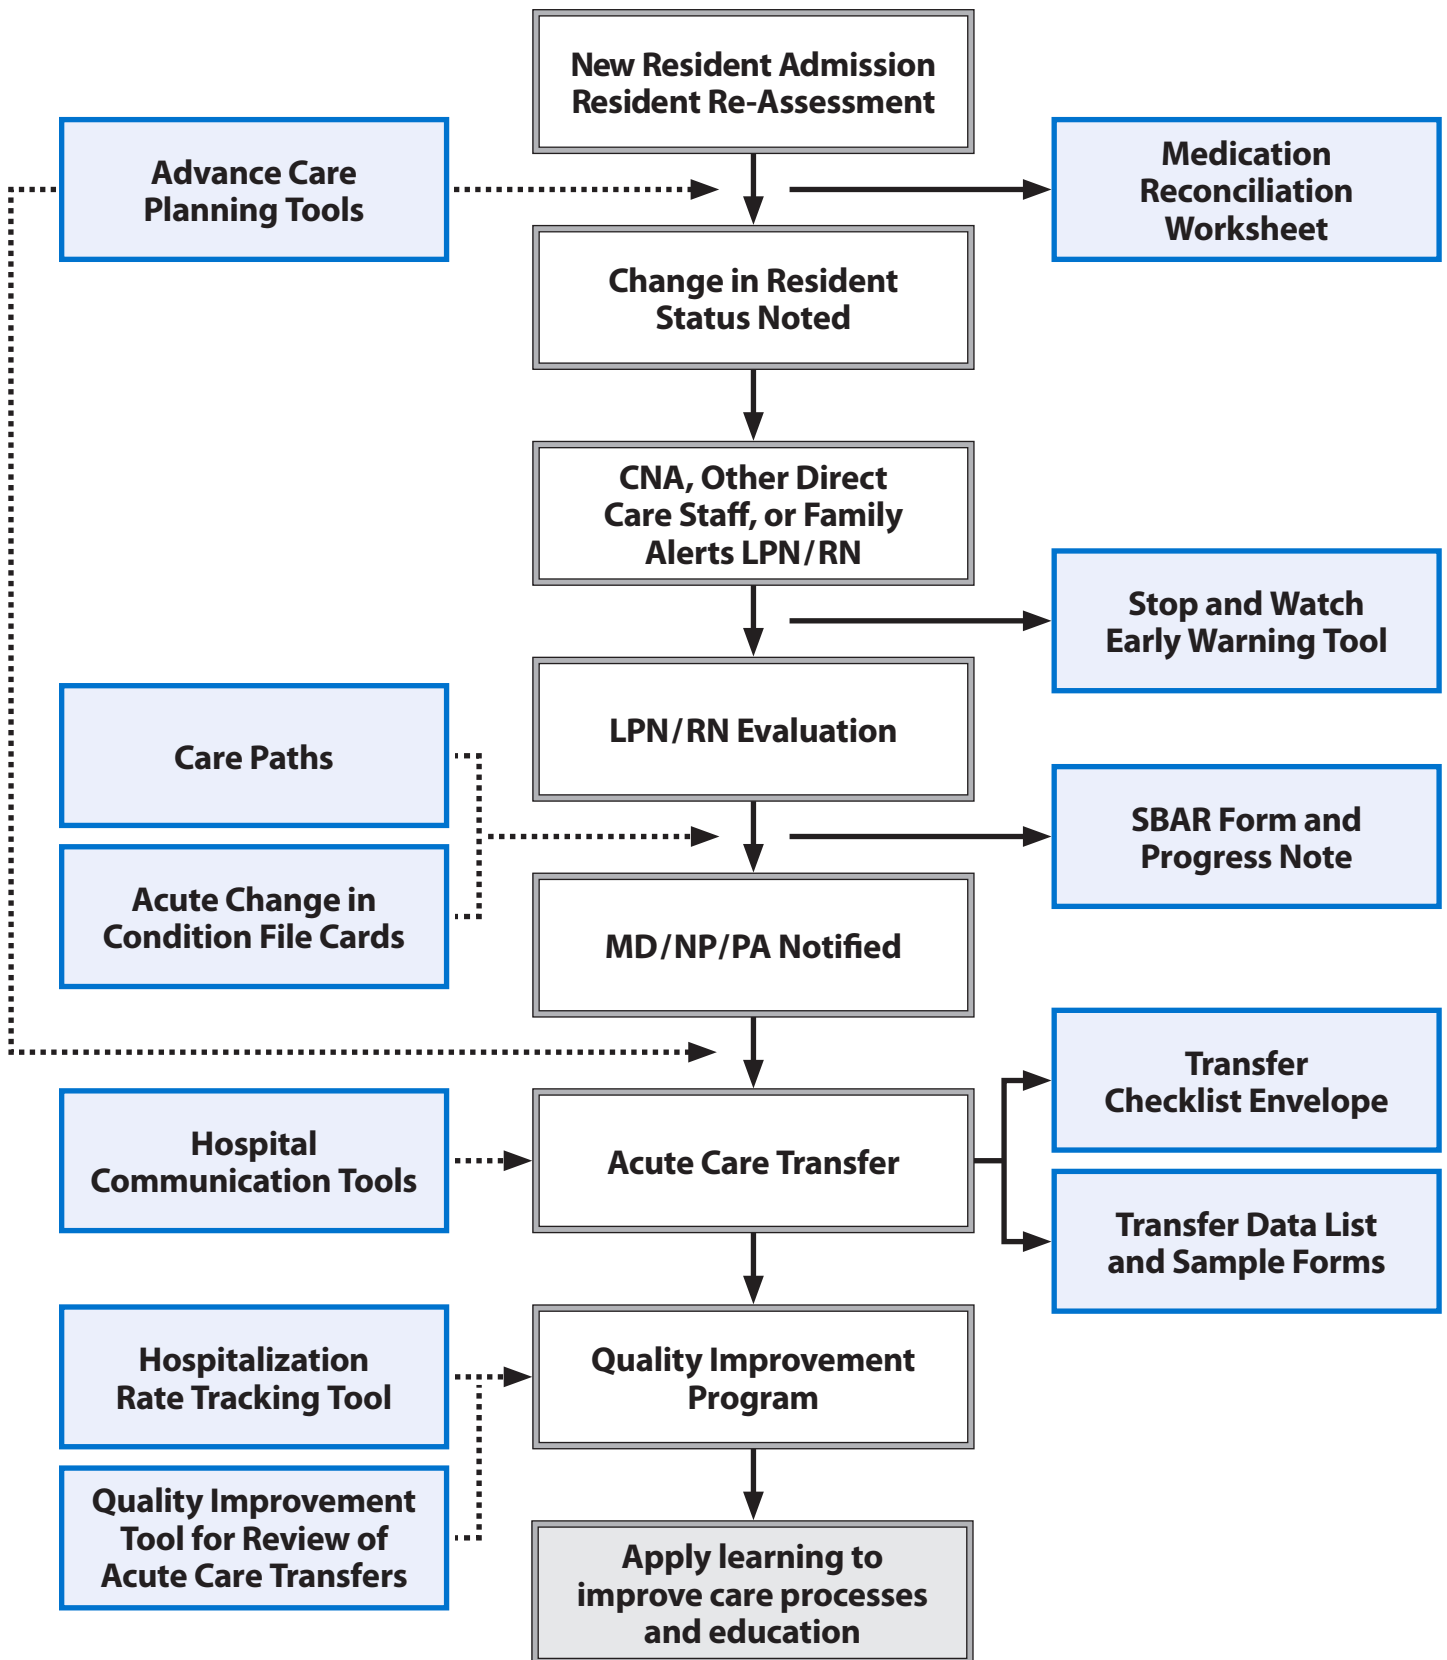 New Resident Admission
Resident Re-Assessment
Advance Care
Planning Tools
Medication
Reconciliation
Worksheet
Change in Resident
Status Noted
CNA, Other Direct
Care Staff, or Family
Alerts LPN/RN
Stop and Watch
Early Warning Tool
LPN/RN Evaluation
Care Paths
SBAR Form and
Progress Note
Acute Change in
Condition File Cards
MD/NP/PA Notified
Transfer
Checklist Envelope
Hospital
Communication Tools
Acute Care Transfer
Transfer Data List
and Sample Forms
Hospitalization
Rate Tracking Tool
Quality Improvement
Program
Quality Improvement
Tool for Review of
Acute Care Transfers
Apply learning to
improve care processes
and education